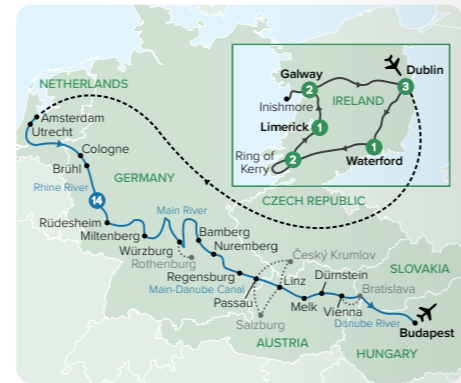 NETHERLANDS
Amsterdam
Utrecht
Cologne
Brühl
Rhine River
GERMANY
14
Rüdesheim
Miltenberg
Main River
Würzburg
Rothenburg
Bamberg
Nuremberg
Regensburg
Main-Danube Canal
Passau
Salzburg
Linz
Český Krumlov
CZECH REPUBLIC
Melk
Dürnstein
Vienna
Bratislava
SLOVAKIA
Danube River
Budapest
AUSTRIA
HUNGARY
Galway
2
Inishmore
IRELAND
Dublin
3
Limerick
1
Ring of
Kerry
2
Waterford
1